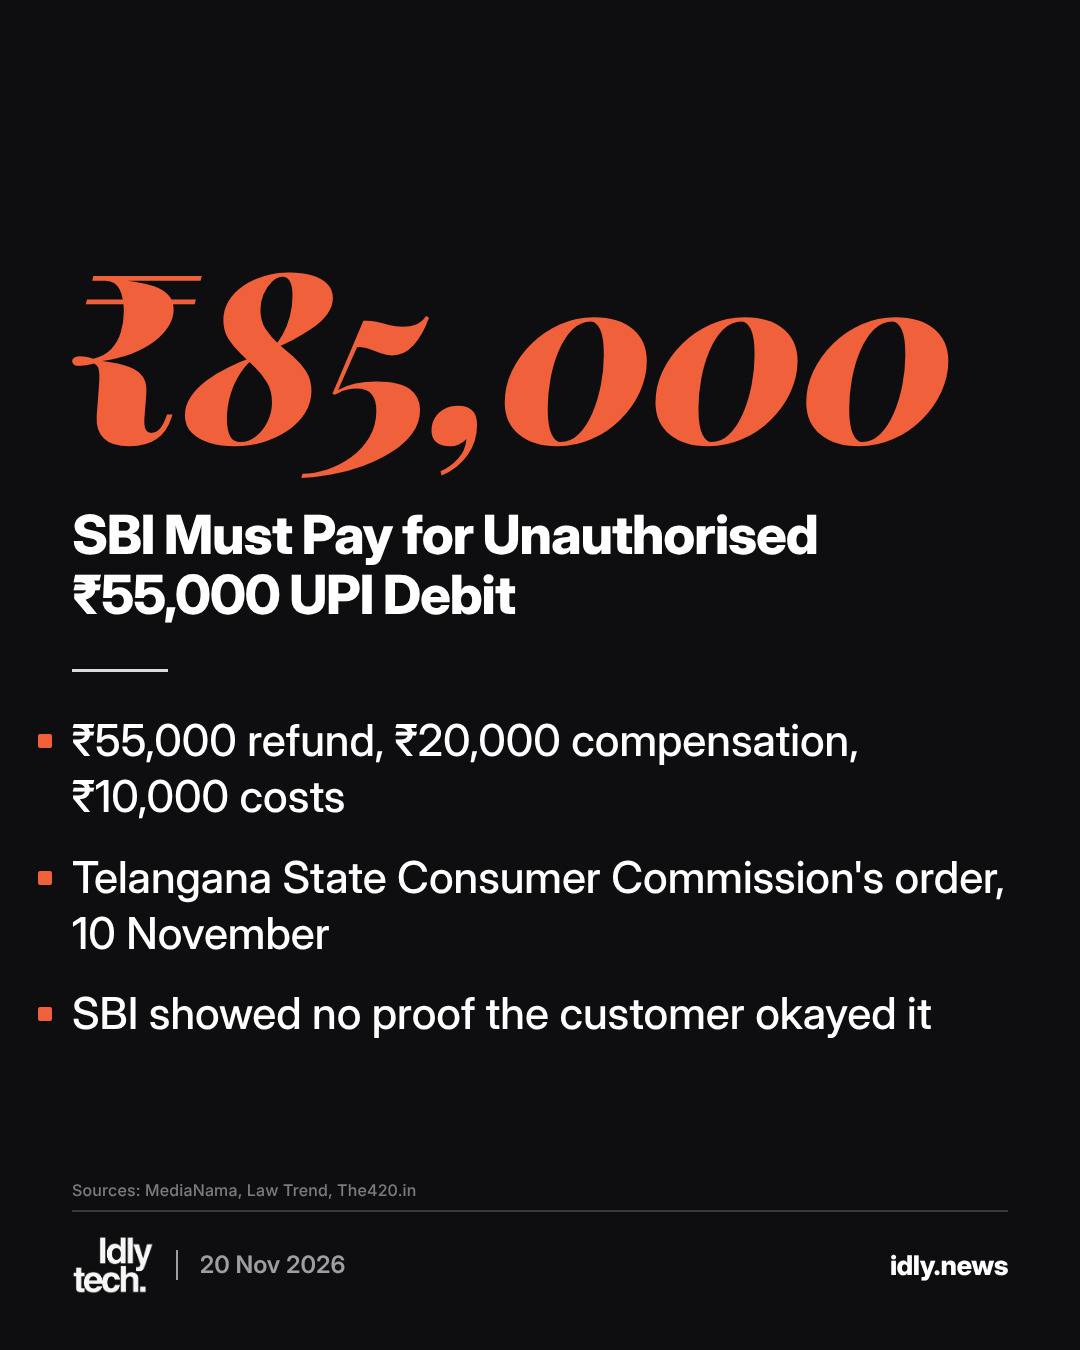 ₹85,000
SBI Must Pay for Unauthorised
₹55,000 UPI Debit
₹55,000 refund, ₹20,000 compensation,
₹10,000 costs
Telangana State Consumer Commission's order,
10 November
SBI showed no proof the customer okayed it
Sources: MediaNama, Law Trend, The420.in
Idly
tech.
20 Nov 2026
idly.news